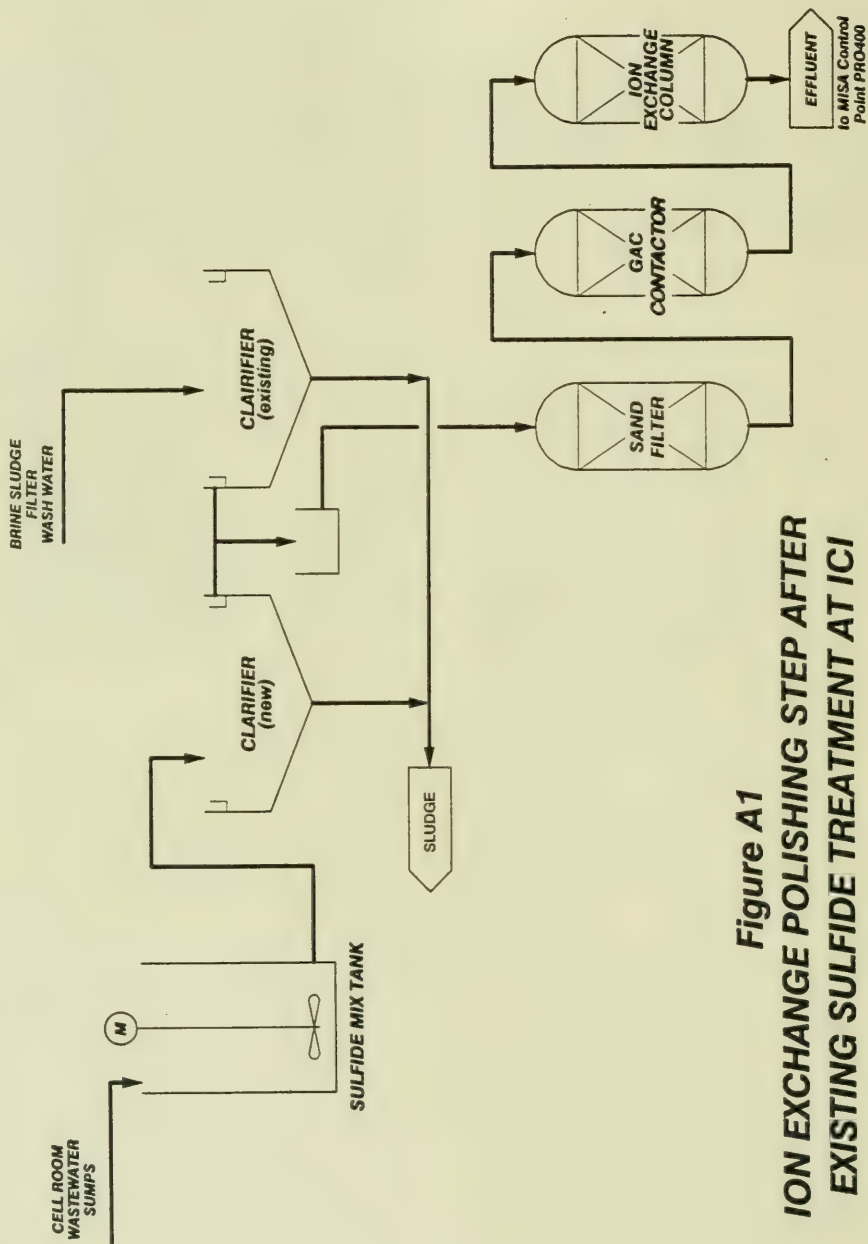 CELL ROOM
WASTEWATER
SUMPS
M
SULFIDE MIX TANK
BRINE SLUDGE
FILTER
WASH WATER
CLARIFIER
(new)
CLAIRIFIER
(existing)
SLUDGE
SAND
FILTER
GAC
CONTACTOR
ION
EXCHANGE
COLUMN
EFFLUENT
to MISA Control
Point PRO400
Figure A1
ION EXCHANGE POLISHING STEP AFTER
EXISTING SULFIDE TREATMENT AT ICI